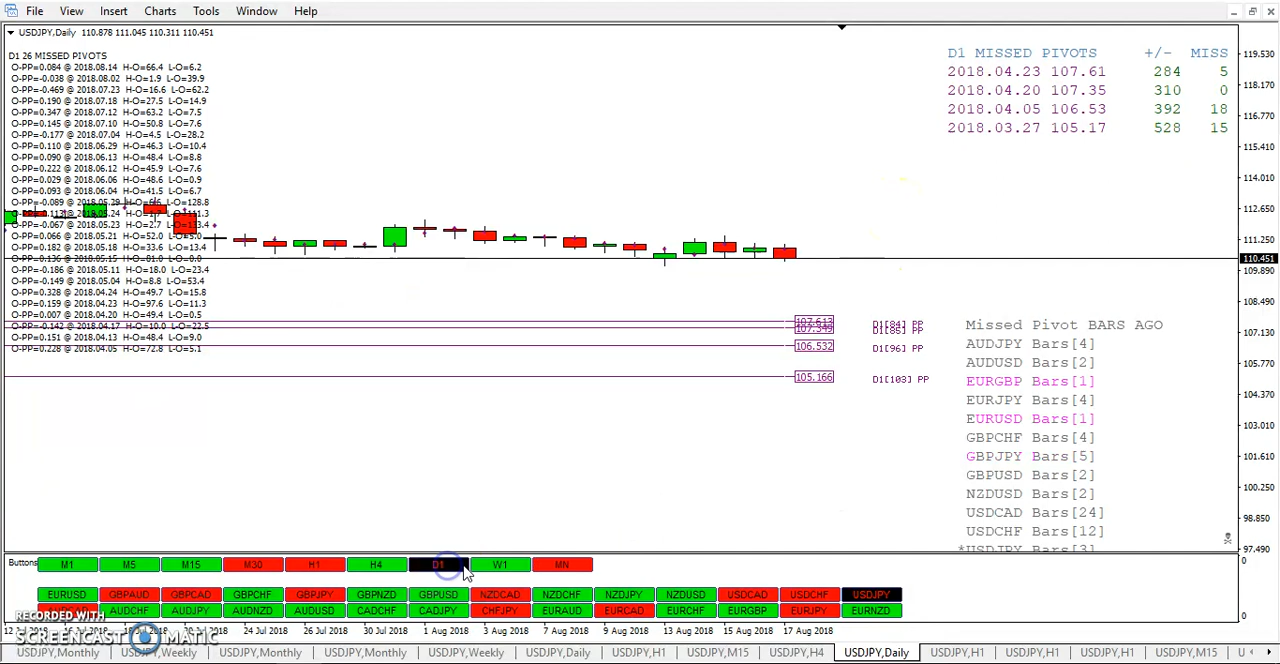 File View Insert Charts Tools Window Help
USDJPY,Daily 110.878 111.045 110.311 110.451
D1 26 MISSED PIVOTS
O-PP=0.084 @ 2018.08.14 H-O=66.4 L-O=6.2
O-PP=-0.038 @ 2018.08.02 H-O=1.9 L-O=39.9
O-PP=-0.469 @ 2018.07.23 H-O=16.6 L-O=62.2
O-PP=0.190 @ 2018.07.18 H-O=27.5 L-O=14.9
O-PP=0.347 @ 2018.07.12 H-O=63.2 L-O=7.5
O-PP=0.145 @ 2018.07.10 H-O=50.8 L-O=7.6
O-PP=-0.177 @ 2018.07.04 H-O=4.5 L-O=28.2
O-PP=0.110 @ 2018.06.29 H-O=46.3 L-O=10.4
O-PP=0.090 @ 2018.06.13 H-O=48.4 L-O=8.8
O-PP=0.222 @ 2018.06.12 H-O=45.9 L-O=7.6
O-PP=0.029 @ 2018.06.06 H-O=48.6 L-O=0.9
O-PP=0.093 @ 2018.06.04 H-O=41.5 L-O=6.7
O-PP=-0.089 @ 2018.05.29 L-O=128.8
@ 2018.05.24
O-PP=-0.067 @ 2018.05.23 H-O=2.7
O-PP=0.066 @ 2018.05.21 H-O=52.0
O-PP=0.182 @ 2018.05.18 H-O=33.6 L-O=13.4
O-PP=0.136 @ 2018.05.15 H-O=81.0 L-O=0.0
O-PP=-0.186 @ 2018.05.11 H-O=18.0 L-O=23.4
O-PP=-0.149 @ 2018.05.04 H-O=8.8 L-O=53.4
O-PP=0.328 @ 2018.04.24 H-O=49.7 L-O=15.8
O-PP=0.159 @ 2018.04.23 H-O=97.6 L-O=11.3
O-PP=0.007 @ 2018.04.20 H-O=49.4 L-O=0.5
O-PP=-0.142 @ 2018.04.17 H-O=10.0 L-O=22.5
O-PP=0.151 @ 2018.04.13 H-O=48.4 L-O=9.0
O-PP=0.228 @ 2018.04.05 H-O=72.8 L-O=5.1
D1 MISSED PIVOTS +/- MISS
2018.04.23 107.61 284 5
2018.04.20 107.35 310 0
2018.04.05 106.53 392 18
2018.03.27 105.17 528 15
119.530
118.170
116.770
115.410
114.010
112.650
111.250
110.451
109.890
108.490
107.130
105.770
104.370
103.010
101.610
100.250
98.850
97.490
107.613 D1[84] PP
107.349 D1[85] PP
106.532 D1[96] PP
105.166 D1[103] PP
Missed Pivot BARS AGO
AUDJPY Bars[4]
AUDUSD Bars[2]
EURGBP Bars[1]
EURJPY Bars[4]
EURUSD Bars[1]
GBPCHF Bars[4]
GBPJPY Bars[5]
GBPUSD Bars[2]
NZDUSD Bars[2]
USDCAD Bars[24]
USDCHF Bars[12]
*USDJPY Bars[3]
Buttons M1 M5 M15 M30 H1 H4 D1 W1 MN
0
EURUSD GBPAUD GBPCAD GBPCHF GBPJPY GBPNZD GBPUSD NZDCAD NZDCHF NZDJPY NZDUSD USDCAD USDCHF USDJPY
AUDCAD AUDCHF AUDJPY AUDNZD AUDUSD CADCHF CADJPY CHFJPY EURAUD EURCAD EURCHF EURGBP EURJPY EURNZD
0
RECORDED WITH
SCREENCAST MATIC
12 Jul 2018 24 Jul 2018 26 Jul 2018 30 Jul 2018 1 Aug 2018 3 Aug 2018 7 Aug 2018 9 Aug 2018 13 Aug 2018 15 Aug 2018 17 Aug 2018
USDJPY,Monthly USDJPY,Weekly USDJPY,Monthly USDJPY,Monthly USDJPY,Weekly USDJPY,Daily USDJPY,H1 USDJPY,M15 USDJPY,H4 USDJPY,Daily USDJPY,H1 USDJPY,H1 USDJPY,H1 USDJPY,M15 U